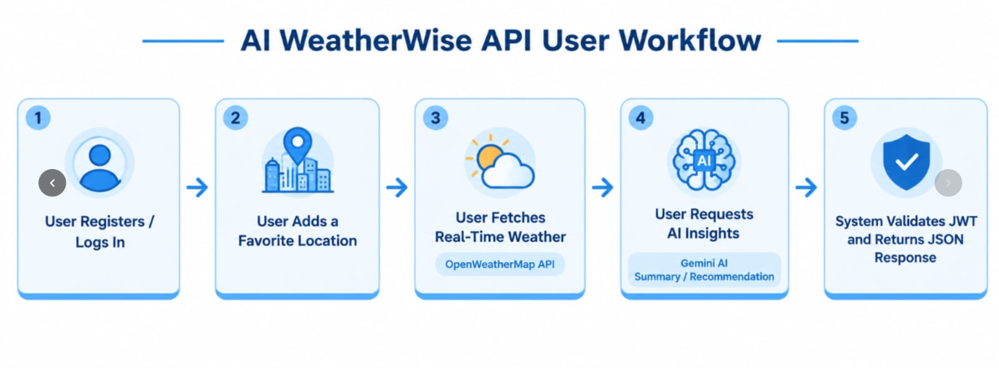 AI WeatherWise API User Workflow
1
User Registers /
Logs In
2
User Adds a
Favorite Location
3
User Fetches
Real-Time Weather
OpenWeatherMap API
4
AI
User Requests
AI Insights
Gemini AI
Summary / Recommendation
5
System Validates JWT
and Returns JSON
Response